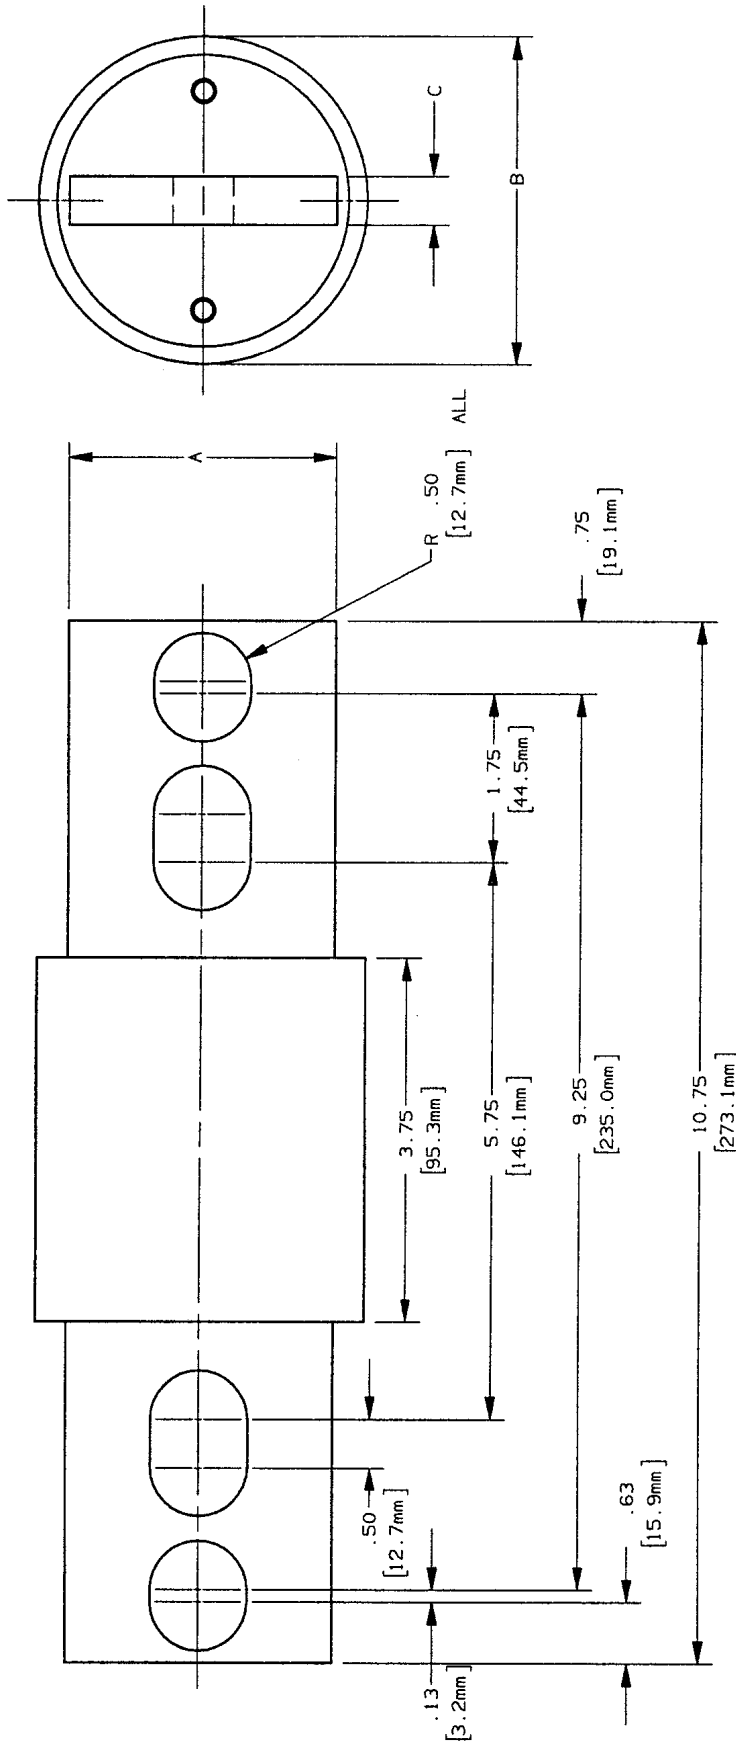 C
B
A
R .50
[12.7mm]
ALL
.75
[19.1mm]
1.75
[44.5mm]
3.75
[95.3mm]
5.75
[146.1mm]
9.25
[235.0mm]
10.75
[273.1mm]
.50
[12.7mm]
.63
[15.9mm]
.13
[3.2mm]